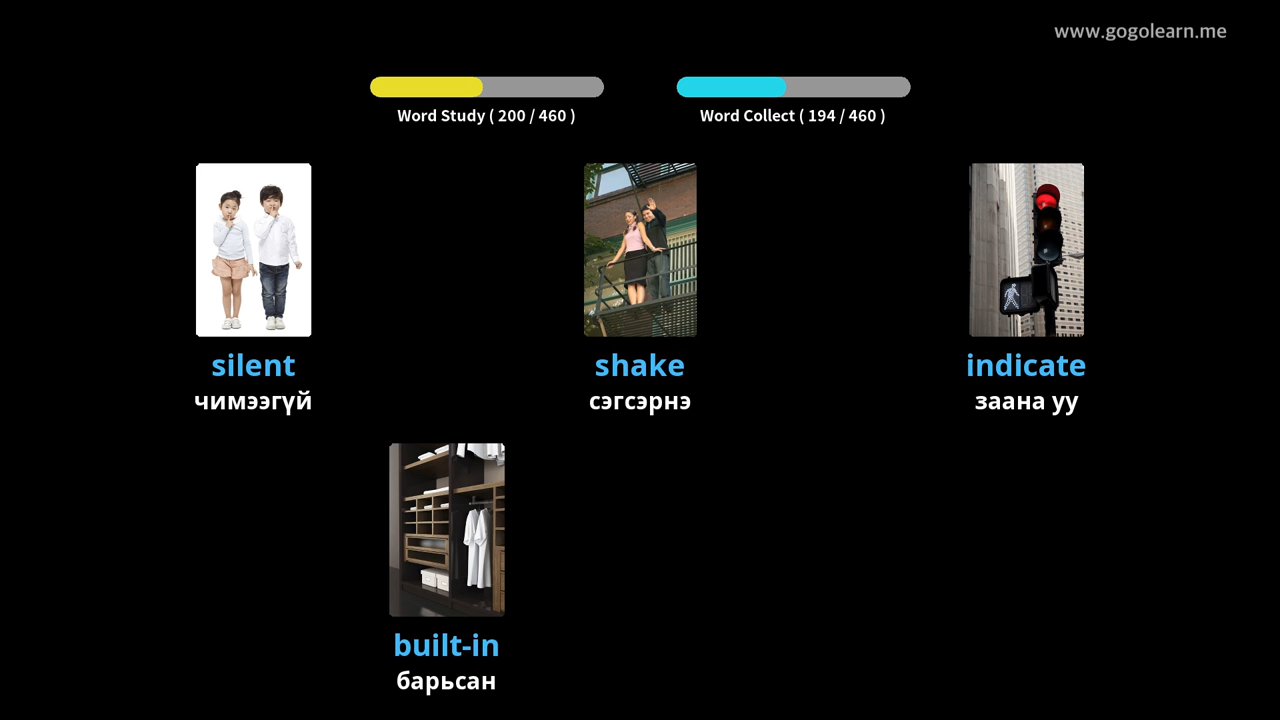 www.gogolearn.me
Word Study ( 200 / 460 )
Word Collect ( 194 / 460 )
silent
чимээгүй
shake
сэгсэрнэ
indicate
заана уу
built-in
барьсан